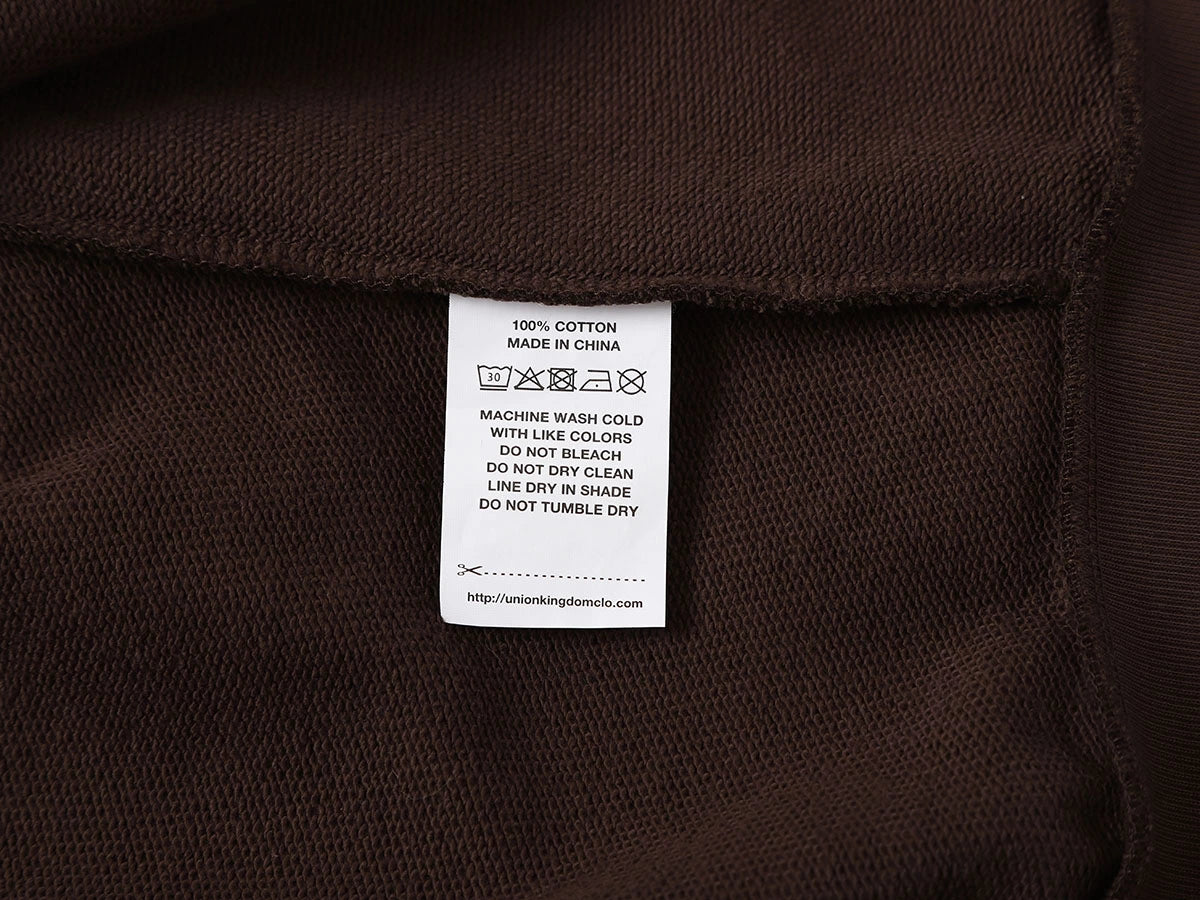 100% COTTON
MADE IN CHINA
30
MACHINE WASH COLD
WITH LIKE COLORS
DO NOT BLEACH
DO NOT DRY CLEAN
LINE DRY IN SHADE
DO NOT TUMBLE DRY
http://unionkingdomclo.com